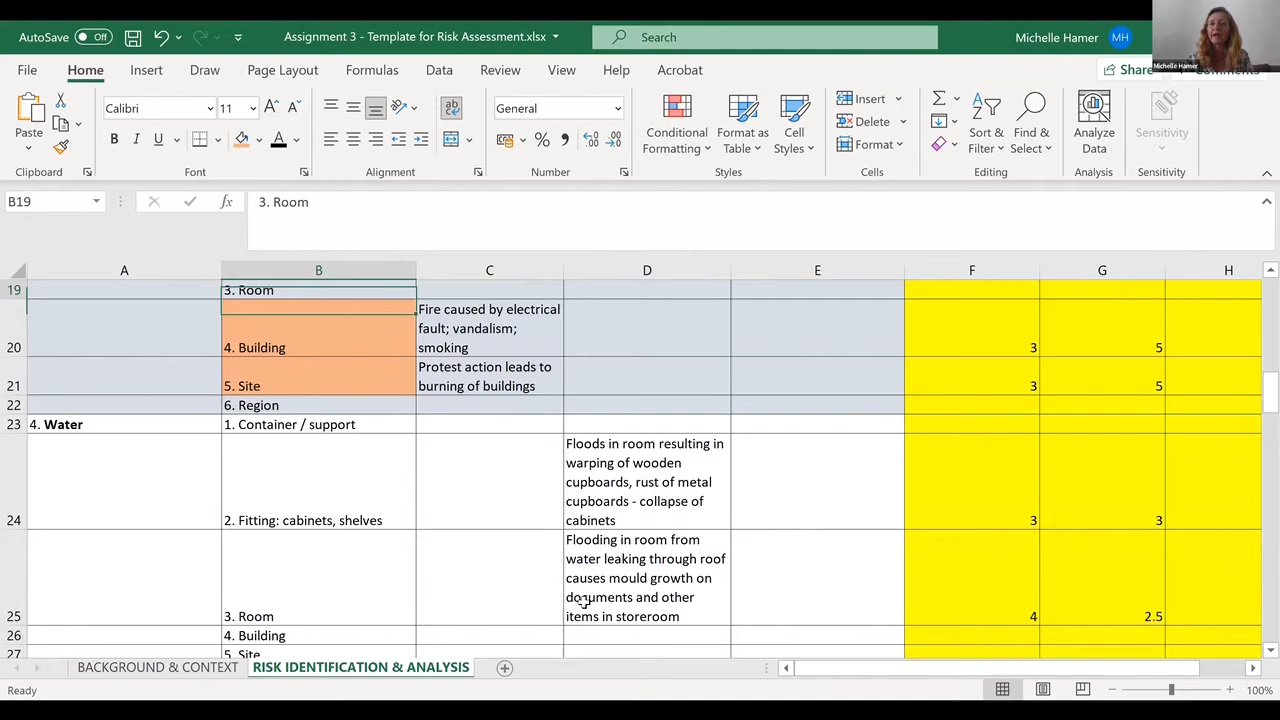 AutoSave Off Assignment 3 - Template for Risk Assessment.xlsx Search Michelle Hamer MH
Michelle Hamer
File Home Insert Draw Page Layout Formulas Data Review View Help Acrobat Share Comments
Paste
Calibri 11 A A
B I U A
ab
General
% 9
Conditional
Formatting
Format as
Table
Cell
Styles
Insert
Delete
Format
Sort &
Filter
Find &
Select
Analyze
Data
Sensitivity
Clipboard Font Alignment Number Styles Cells Editing Analysis Sensitivity
B19 fx 3. Room
A B C D E F G H
19 3. Room
20 4. Building
Fire caused by electrical
fault; vandalism;
smoking
3 5
21 5. Site
Protest action leads to
burning of buildings
3 5
22 6. Region
23 4. Water 1. Container / support
24 2. Fitting: cabinets, shelves
Floods in room resulting in
warping of wooden
cupboards, rust of metal
cupboards - collapse of
cabinets
3 3
25 3. Room
Flooding in room from
water leaking through roof
causes mould growth on
documents and other
items in storeroom
4 2.5
26 4. Building
5. Site
BACKGROUND & CONTEXT RISK IDENTIFICATION & ANALYSIS
Ready 100%